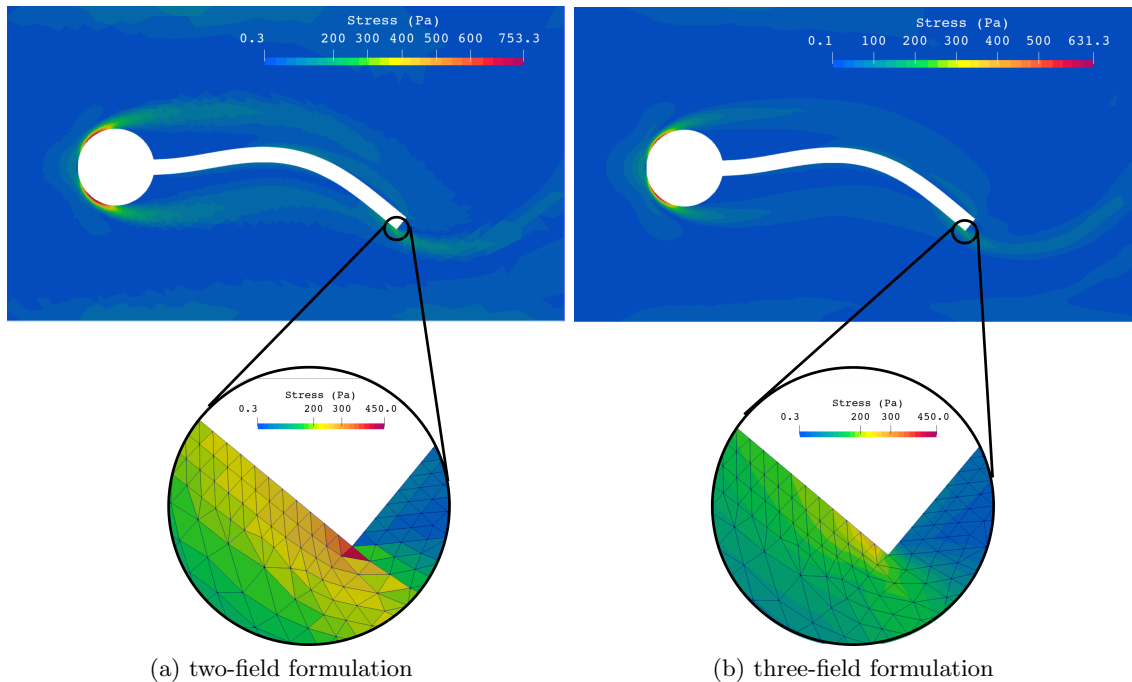 Stress (Pa)
0.3 200 300 400 500 600 753.3
Stress (Pa)
0.1 100 200 300 400 500 631.3
Stress (Pa)
0.3 200 300 450.0
Stress (Pa)
0.3 200 300 450.0
(a) two-field formulation
(b) three-field formulation